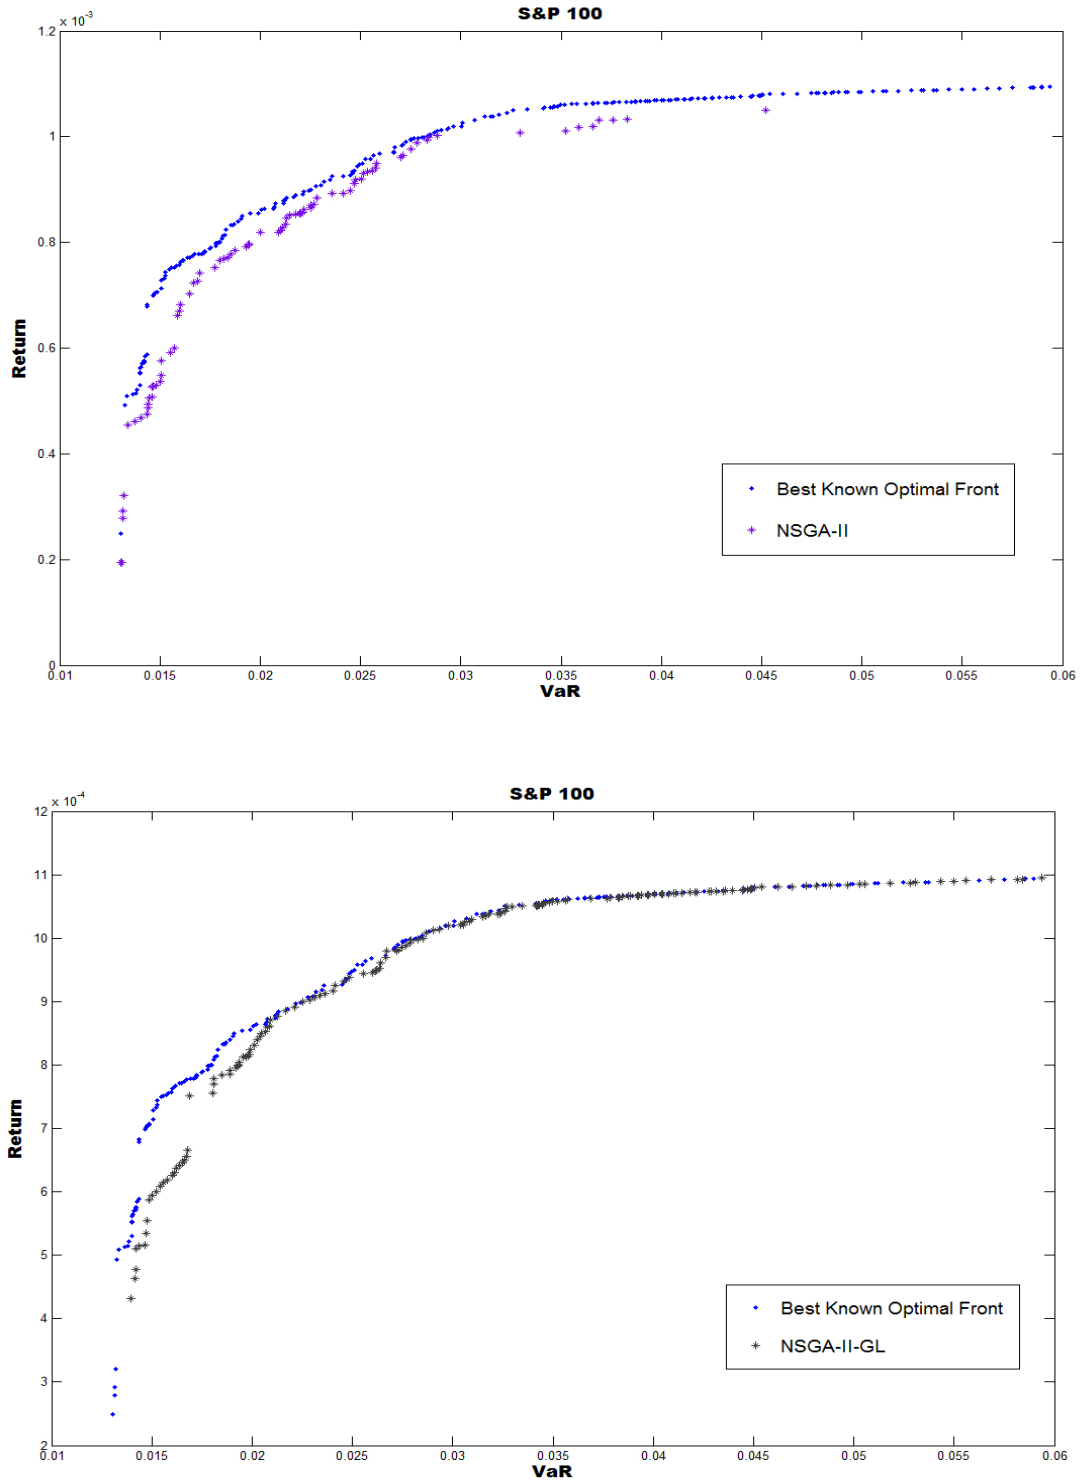 S&P 100
× 10⁻³
1.2
1
0.8
0.6
0.4
0.2
0
Return
Best Known Optimal Front
NSGA-II
0.01 0.015 0.02 0.025 0.03 0.035 0.04 0.045 0.05 0.055 0.06
VaR
S&P 100
× 10⁻⁴
12
11
10
9
8
7
6
5
4
3
2
Return
Best Known Optimal Front
NSGA-II-GL
0.01 0.015 0.02 0.025 0.03 0.035 0.04 0.045 0.05 0.055 0.06
VaR